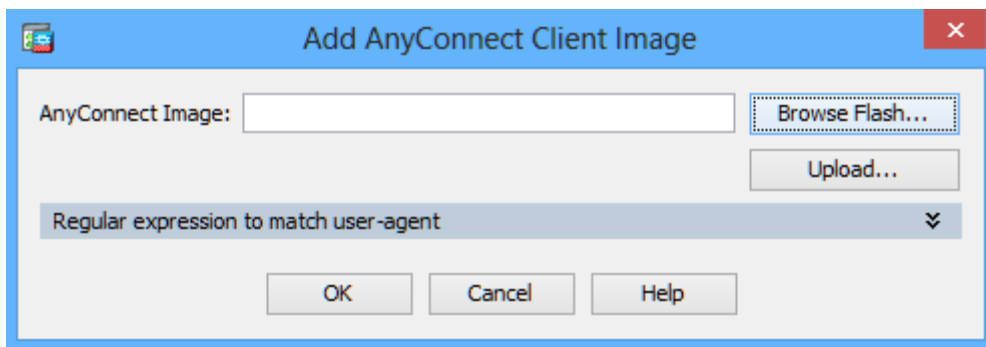 Add AnyConnect Client Image
AnyConnect Image:
Browse Flash...
Upload...
Regular expression to match user-agent
OK
Cancel
Help